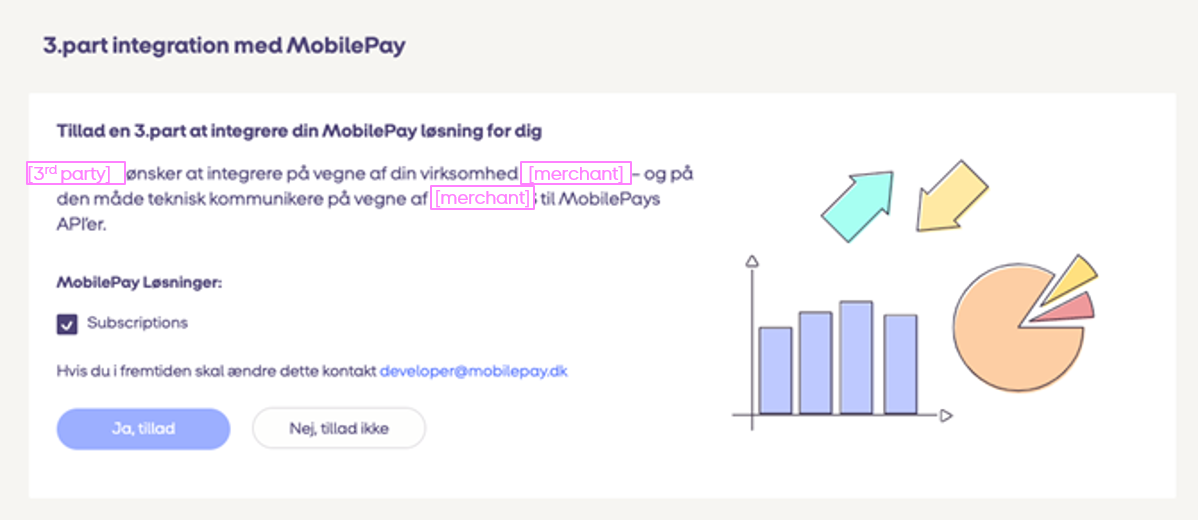 3.part integration med MobilePay
Tillad en 3.part at integrere din MobilePay løsning for dig
[3rd party] ønsker at integrere på vegne af din virksomhed [merchant] - og på
den måde teknisk kommunikere på vegne af [merchant] til MobilePays
API'er.
MobilePay Løsninger:
Subscriptions
Hvis du i fremtiden skal ændre dette kontakt developer@mobilepay.dk
Ja, tillad
Nej, tillad ikke